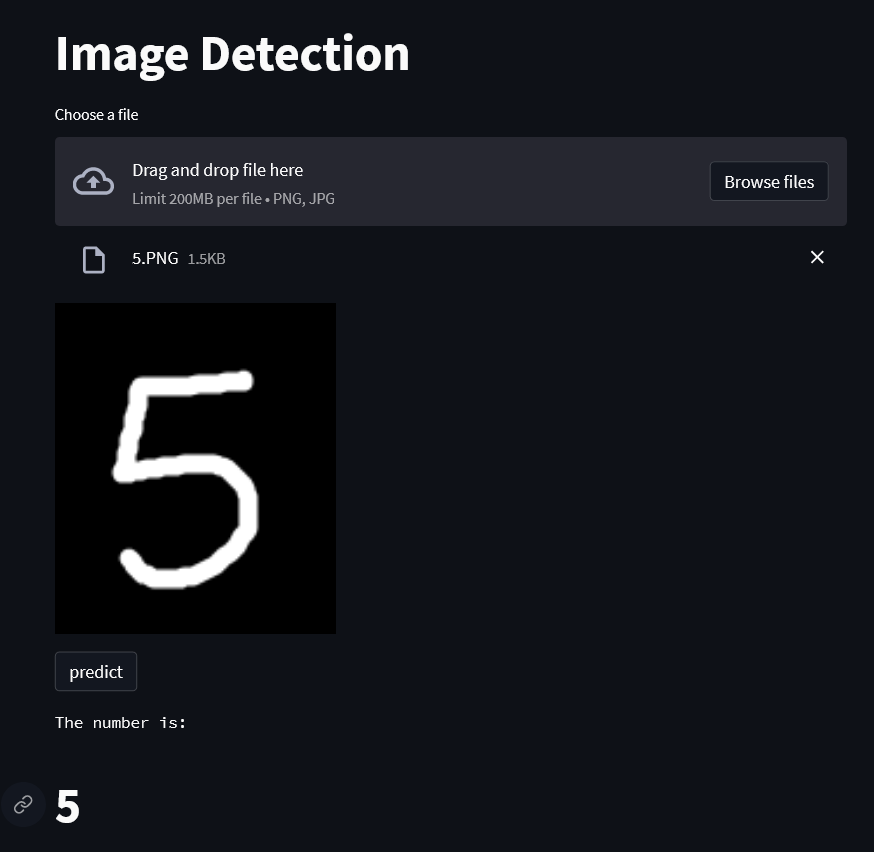 Image Detection
Choose a file
Drag and drop file here
Limit 200MB per file • PNG, JPG
Browse files
5.PNG 1.5KB
5
predict
The number is:
5